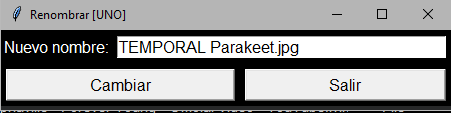 Renombrar [UNO]
Nuevo nombre: TEMPORAL Parakeet.jpg
Cambiar Salir